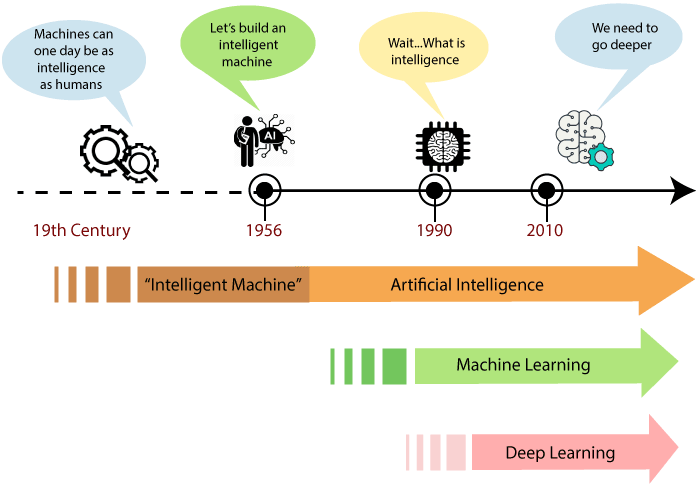 Machines can
one day be as
intelligence
as humans
Let's build an
intelligent
machine
Wait...What is
intelligence
We need to
go deeper
AI
19th Century
1956
1990
2010
“Intelligent Machine”
Artificial Intelligence
Machine Learning
Deep Learning